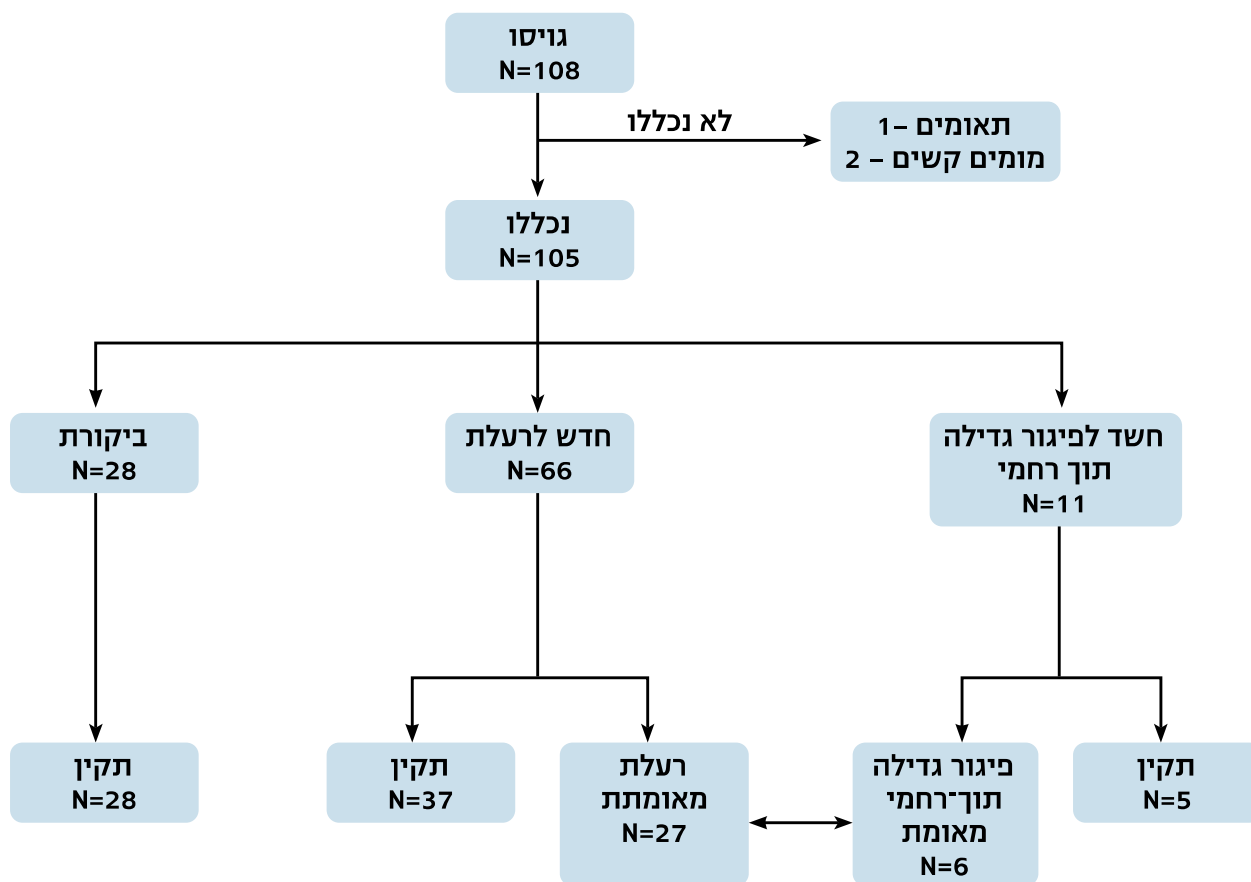 גויסו
N=108
לא נכללו
תאומים – 1
מומים קשים – 2
נכללו
N=105
ביקורת
N=28
חדש לרעלת
N=66
חשד לפיגור גדילה
תוך רחמי
N=11
תקין
N=28
תקין
N=37
רעלת
מאומתת
N=27
פיגור גדילה
תוך־רחמי
מאומת
N=6
תקין
N=5